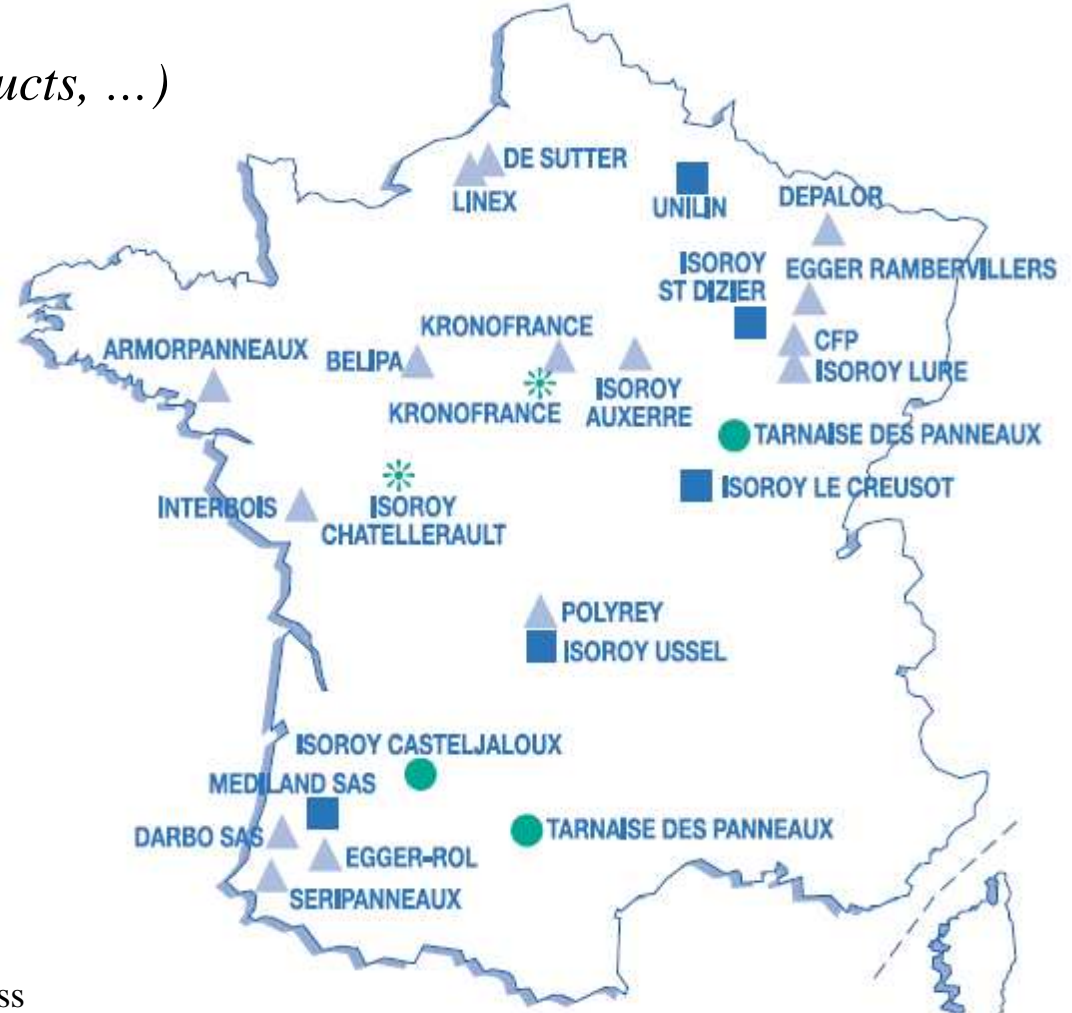 ucts, …)
DE SUTTER
LINEX
UNILIN
DEPALOR
ISOROY
ST DIZIER
EGGER RAMBERVILLERS
KRONOFRANCE
ARMORPANNEAUX
BELIPA
CFP
ISOROY LURE
KRONOFRANCE
ISOROY
AUXERRE
TARNAISE DES PANNEAUX
ISOROY LE CREUSOT
INTERBOIS
ISOROY
CHATELLERAULT
POLYREY
ISOROY USSEL
ISOROY CASTELJALOUX
MEDILAND SAS
DARBO SAS
TARNAISE DES PANNEAUX
EGGER-ROL
SERIPANNEAUX
ss